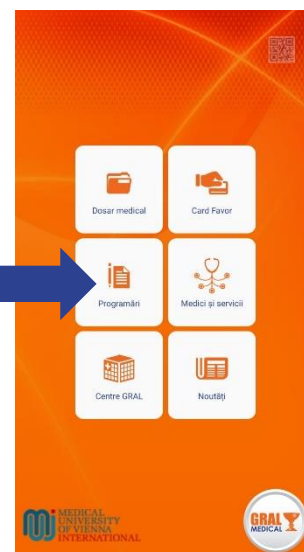 Dosar medical
Card Favor
Programări
Medici și servicii
Centre GRAL
Noutăți
MEDICAL
UNIVERSITY
OF VIENNA
INTERNATIONAL
GRAL
MEDICAL